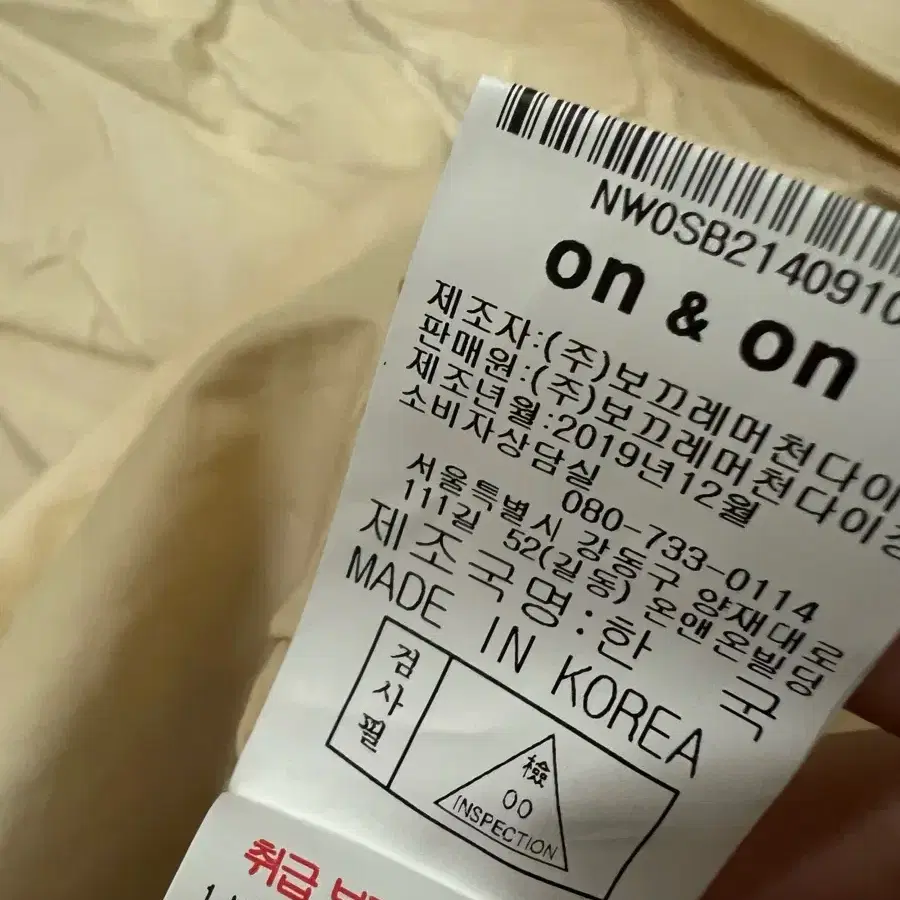 NW0SB214091
on & on
제조자:(주)보끄레머천다이
판매원:(주)보끄레머천다이징
제조년월:2019년12월
소비자상담실
080-733-0114
서울특별시 강동구 양재대로
111길 52(길동) 온앤온빌딩
제조국명:한국
MADE IN KOREA
검사필
檢
00
INSPECTION
취급